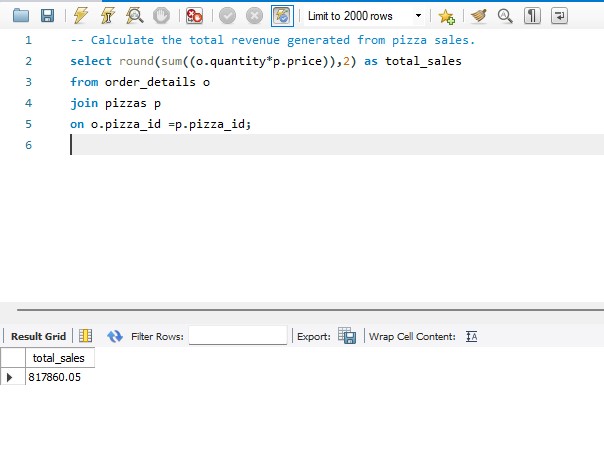 Limit to 2000 rows
1 -- Calculate the total revenue generated from pizza sales.
2 select round(sum((o.quantity*p.price)),2) as total_sales
3 from order_details o
4 join pizzas p
5 on o.pizza_id =p.pizza_id;
6
Result Grid Filter Rows: Export: Wrap Cell Content: IA
total_sales
817860.05